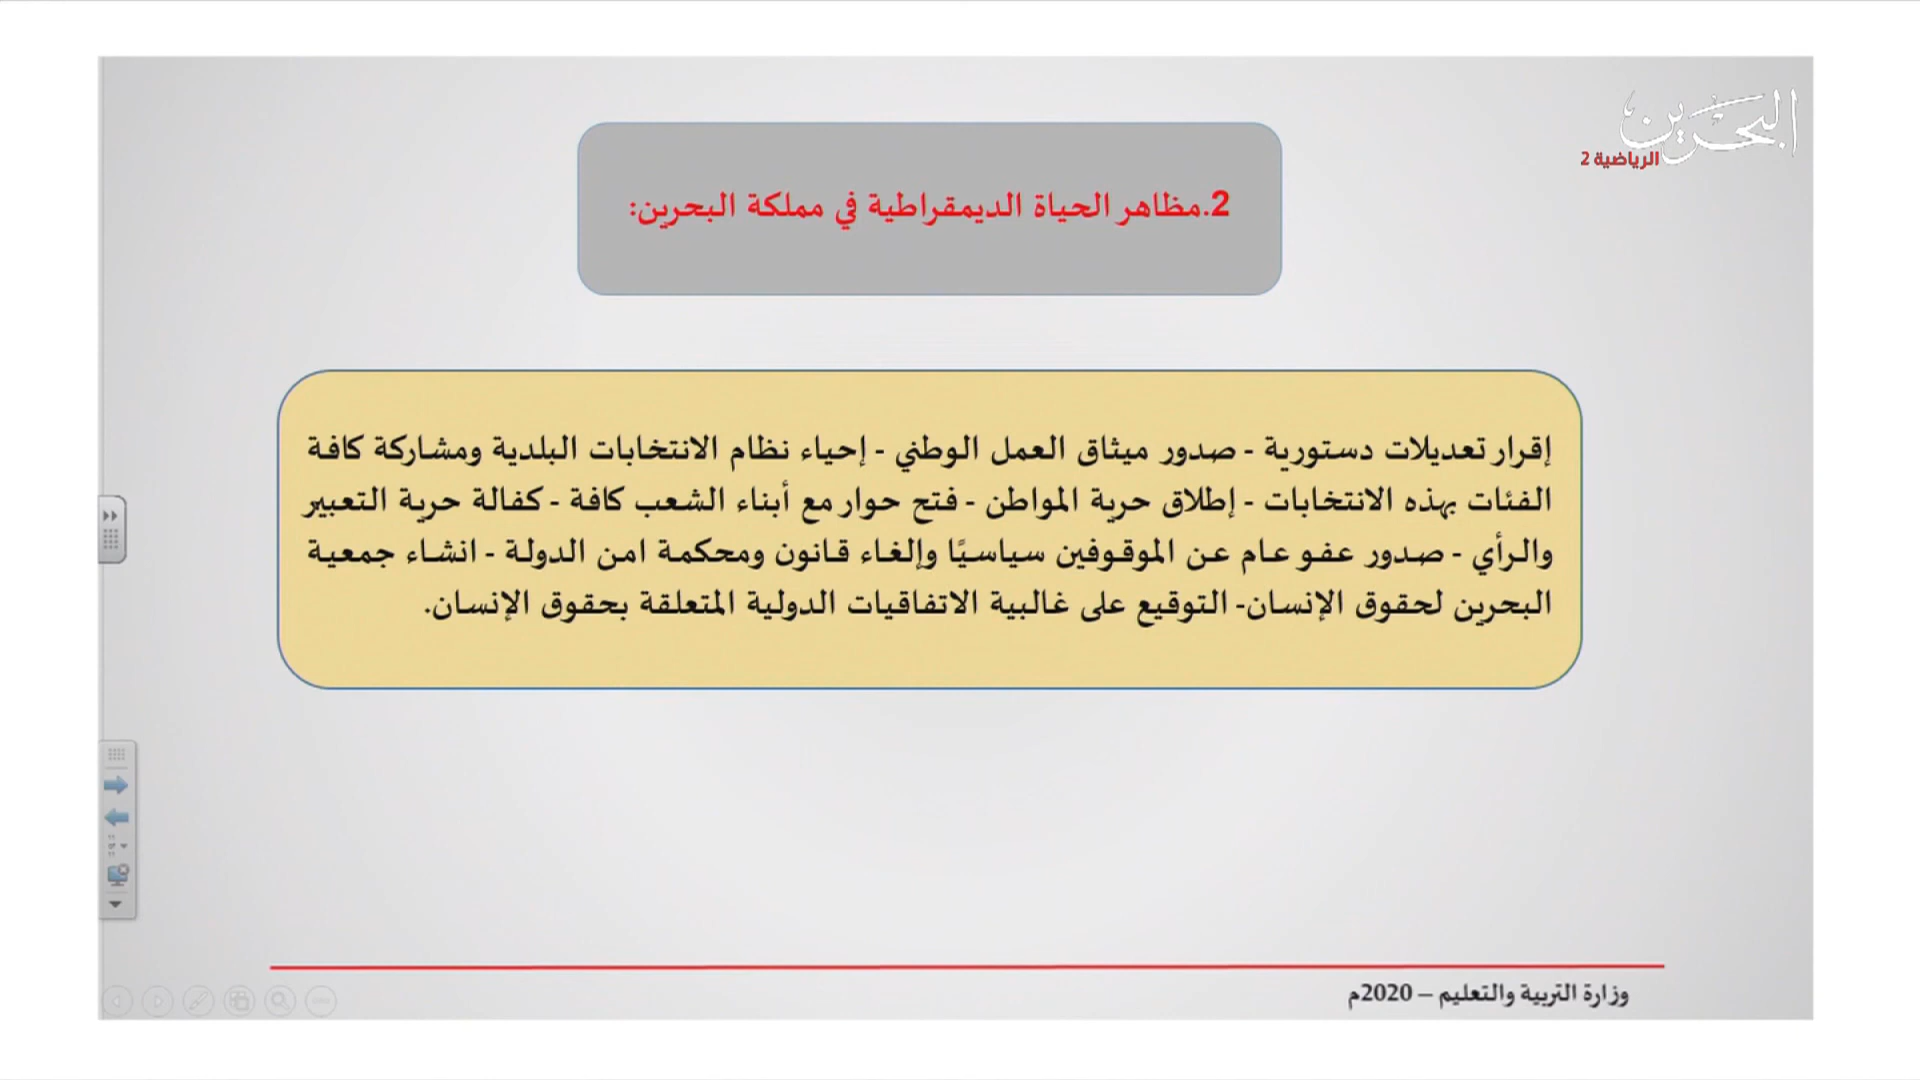 البحرين
الرياضية 2
2.مظاهر الحياة الديمقراطية في مملكة البحرين:
إقرار تعديلات دستورية - صدور ميثاق العمل الوطني - إحياء نظام الانتخابات البلدية ومشاركة كافة
الفئات بهذه الانتخابات - إطلاق حرية المواطن - فتح حوار مع أبناء الشعب كافة - كفالة حرية التعبير
والرأي - صدور عفو عام عن الموقوفين سياسيًا وإلغاء قانون ومحكمة امن الدولة - انشاء جمعية
البحرين لحقوق الإنسان- التوقيع على غالبية الاتفاقيات الدولية المتعلقة بحقوق الإنسان.
وزارة التربية والتعليم – 2020م